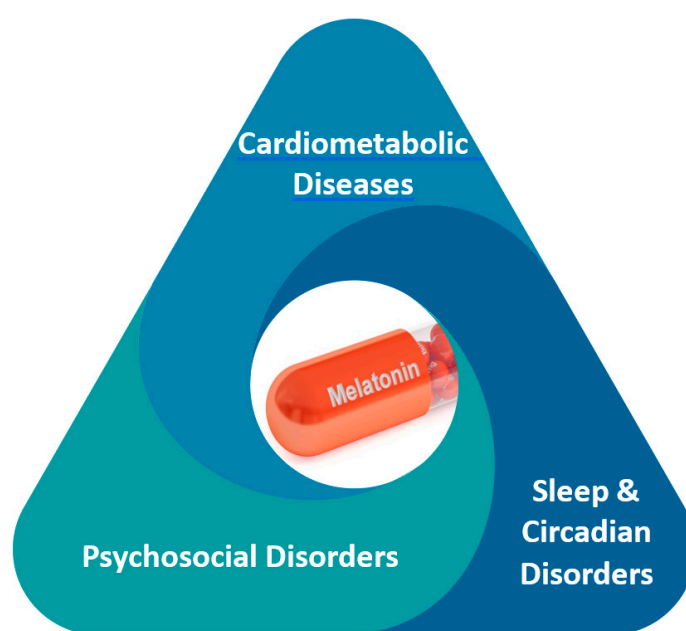 Cardiometabolic
Diseases
Melatonin
Psychosocial Disorders
Sleep &
Circadian
Disorders